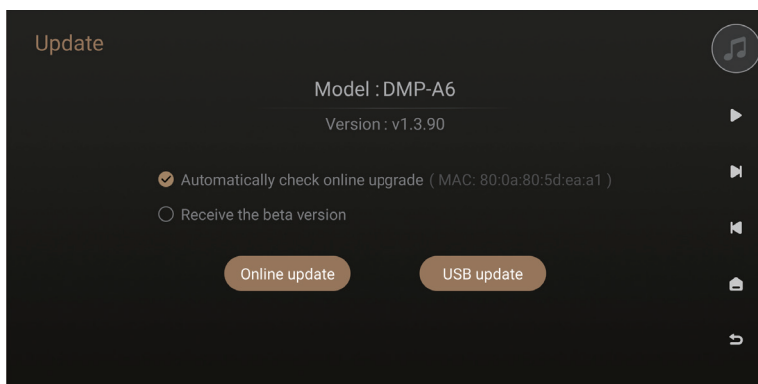 Update
Model : DMP-A6
Version : v1.3.90
Automatically check online upgrade ( MAC: 80:0a:80:5d:ea:a1 )
Receive the beta version
Online update
USB update